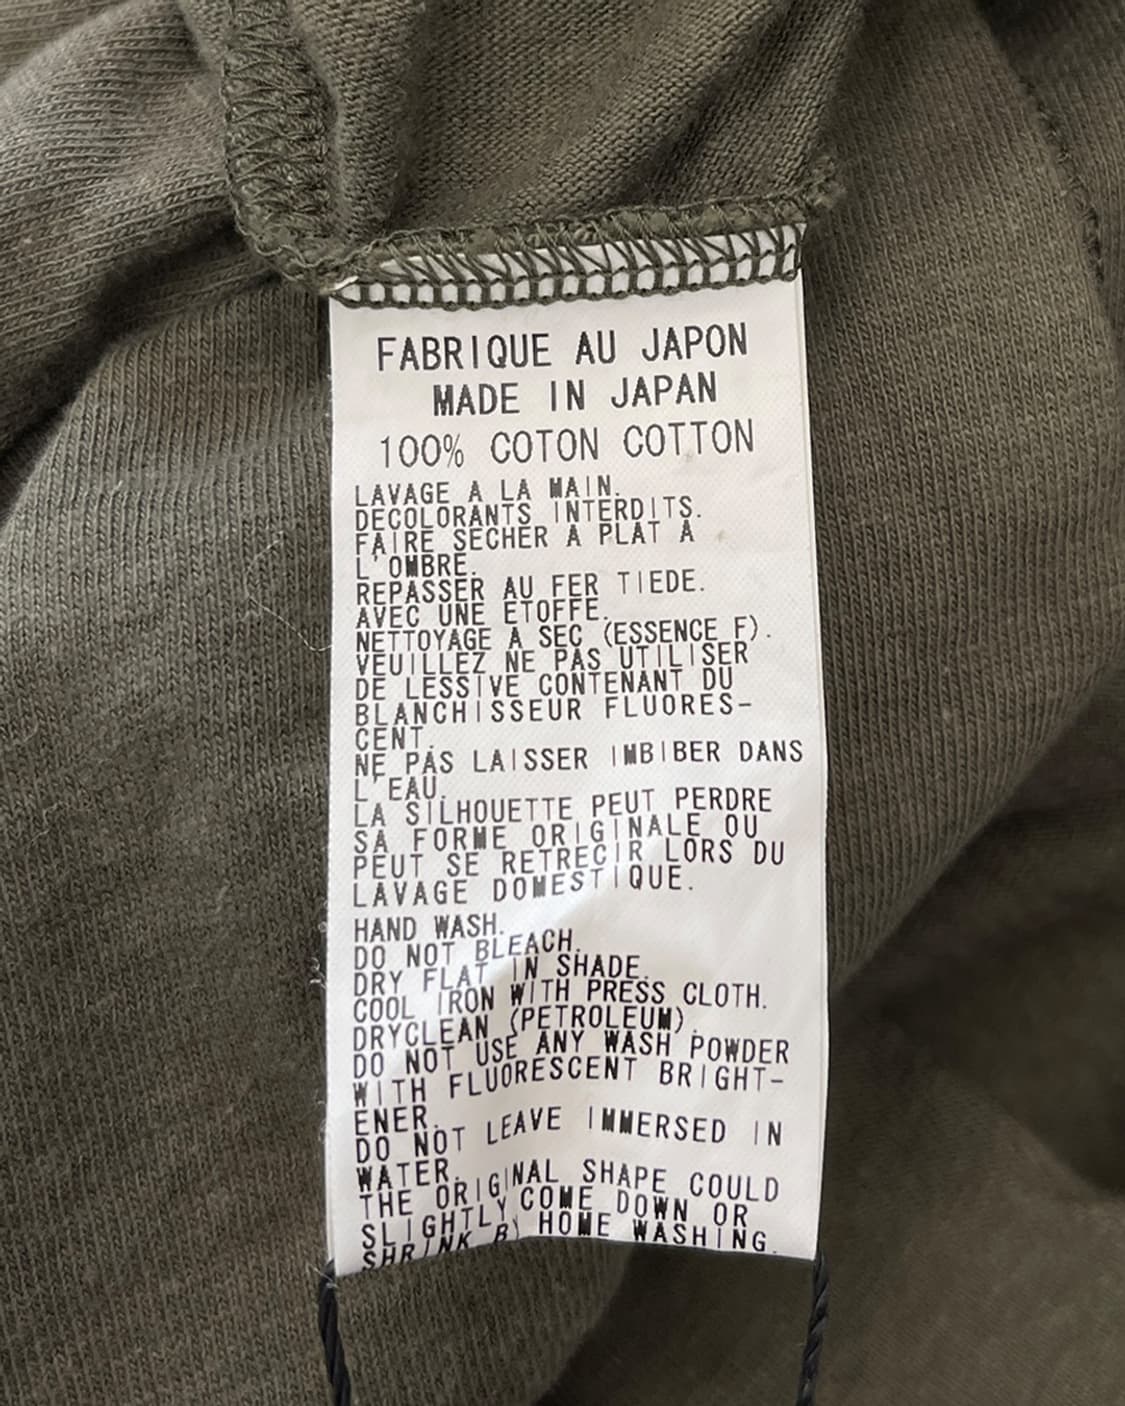 FABRIQUE AU JAPON
MADE IN JAPAN
100% COTON COTTON
LAVAGE A LA MAIN.
DECOLORANTS INTERDITS.
FAIRE SECHER A PLAT A
L'OMBRE.
REPASSER AU FER TIEDE.
AVEC UNE ETOFFE.
NETTOYAGE A SEC (ESSENCE F).
VEUILLEZ NE PAS UTILISER
DE LESSIVE CONTENANT DU
BLANCHISSEUR FLUORES-
CENT.
NE PAS LAISSER IMBIBER DANS
L'EAU.
LA SILHOUETTE PEUT PERDRE
SA FORME ORIGINALE OU
PEUT SE RETRECIR LORS DU
LAVAGE DOMESTIQUE.
HAND WASH.
DO NOT BLEACH.
DRY FLAT IN SHADE.
COOL IRON WITH PRESS CLOTH.
DRYCLEAN (PETROLEUM).
DO NOT USE ANY WASH POWDER
WITH FLUORESCENT BRIGHT-
ENER.
DO NOT LEAVE IMMERSED IN
WATER.
THE ORIGINAL SHAPE COULD
SLIGHTLY COME DOWN OR
SHRINK BY HOME WASHING.